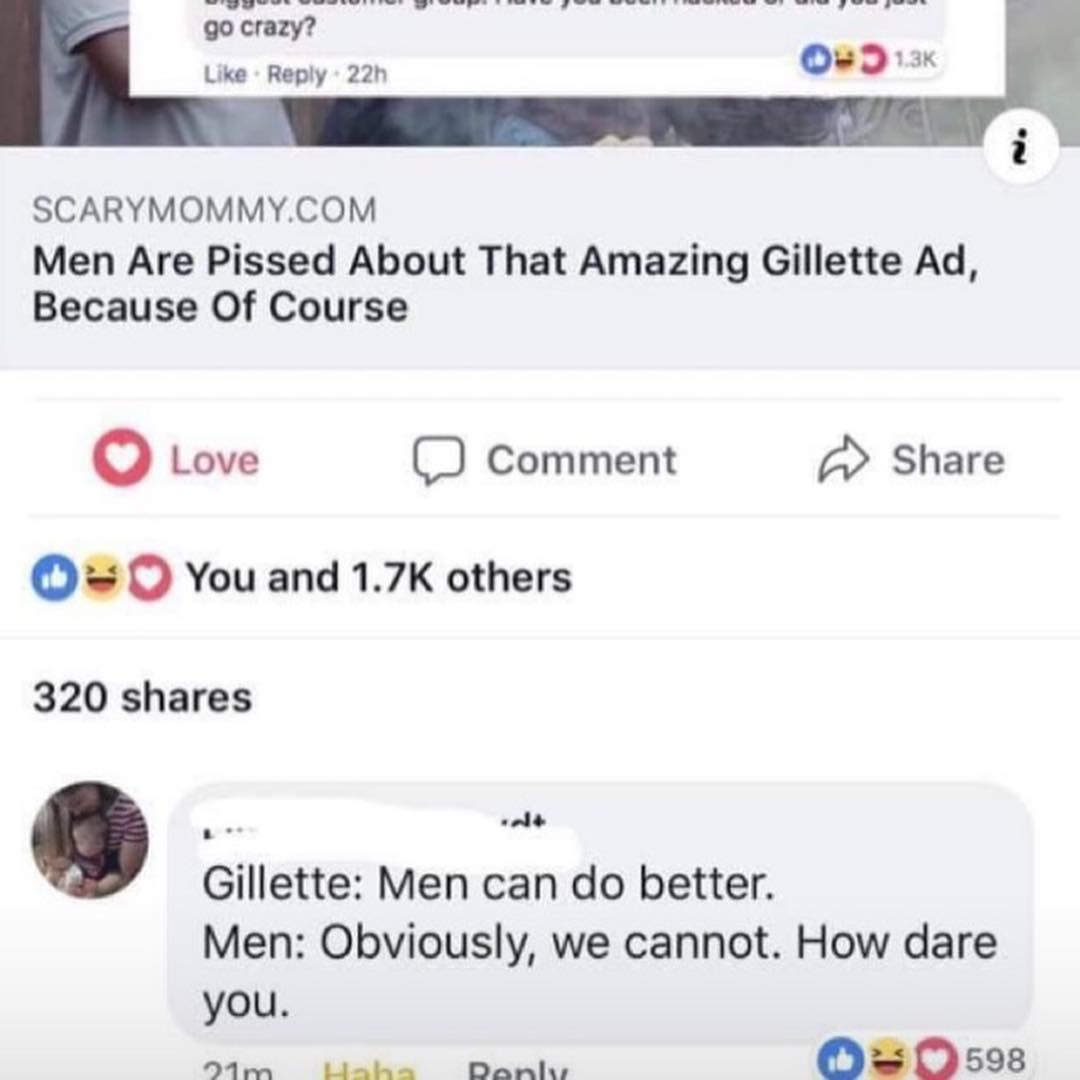 go crazy?
Like · Reply · 22h
1.3K
i
SCARYMOMMY.COM
Men Are Pissed About That Amazing Gillette Ad,
Because Of Course
Love Comment Share
You and 1.7K others
320 shares
Gillette: Men can do better.
Men: Obviously, we cannot. How dare
you.
21m Haha Reply 598